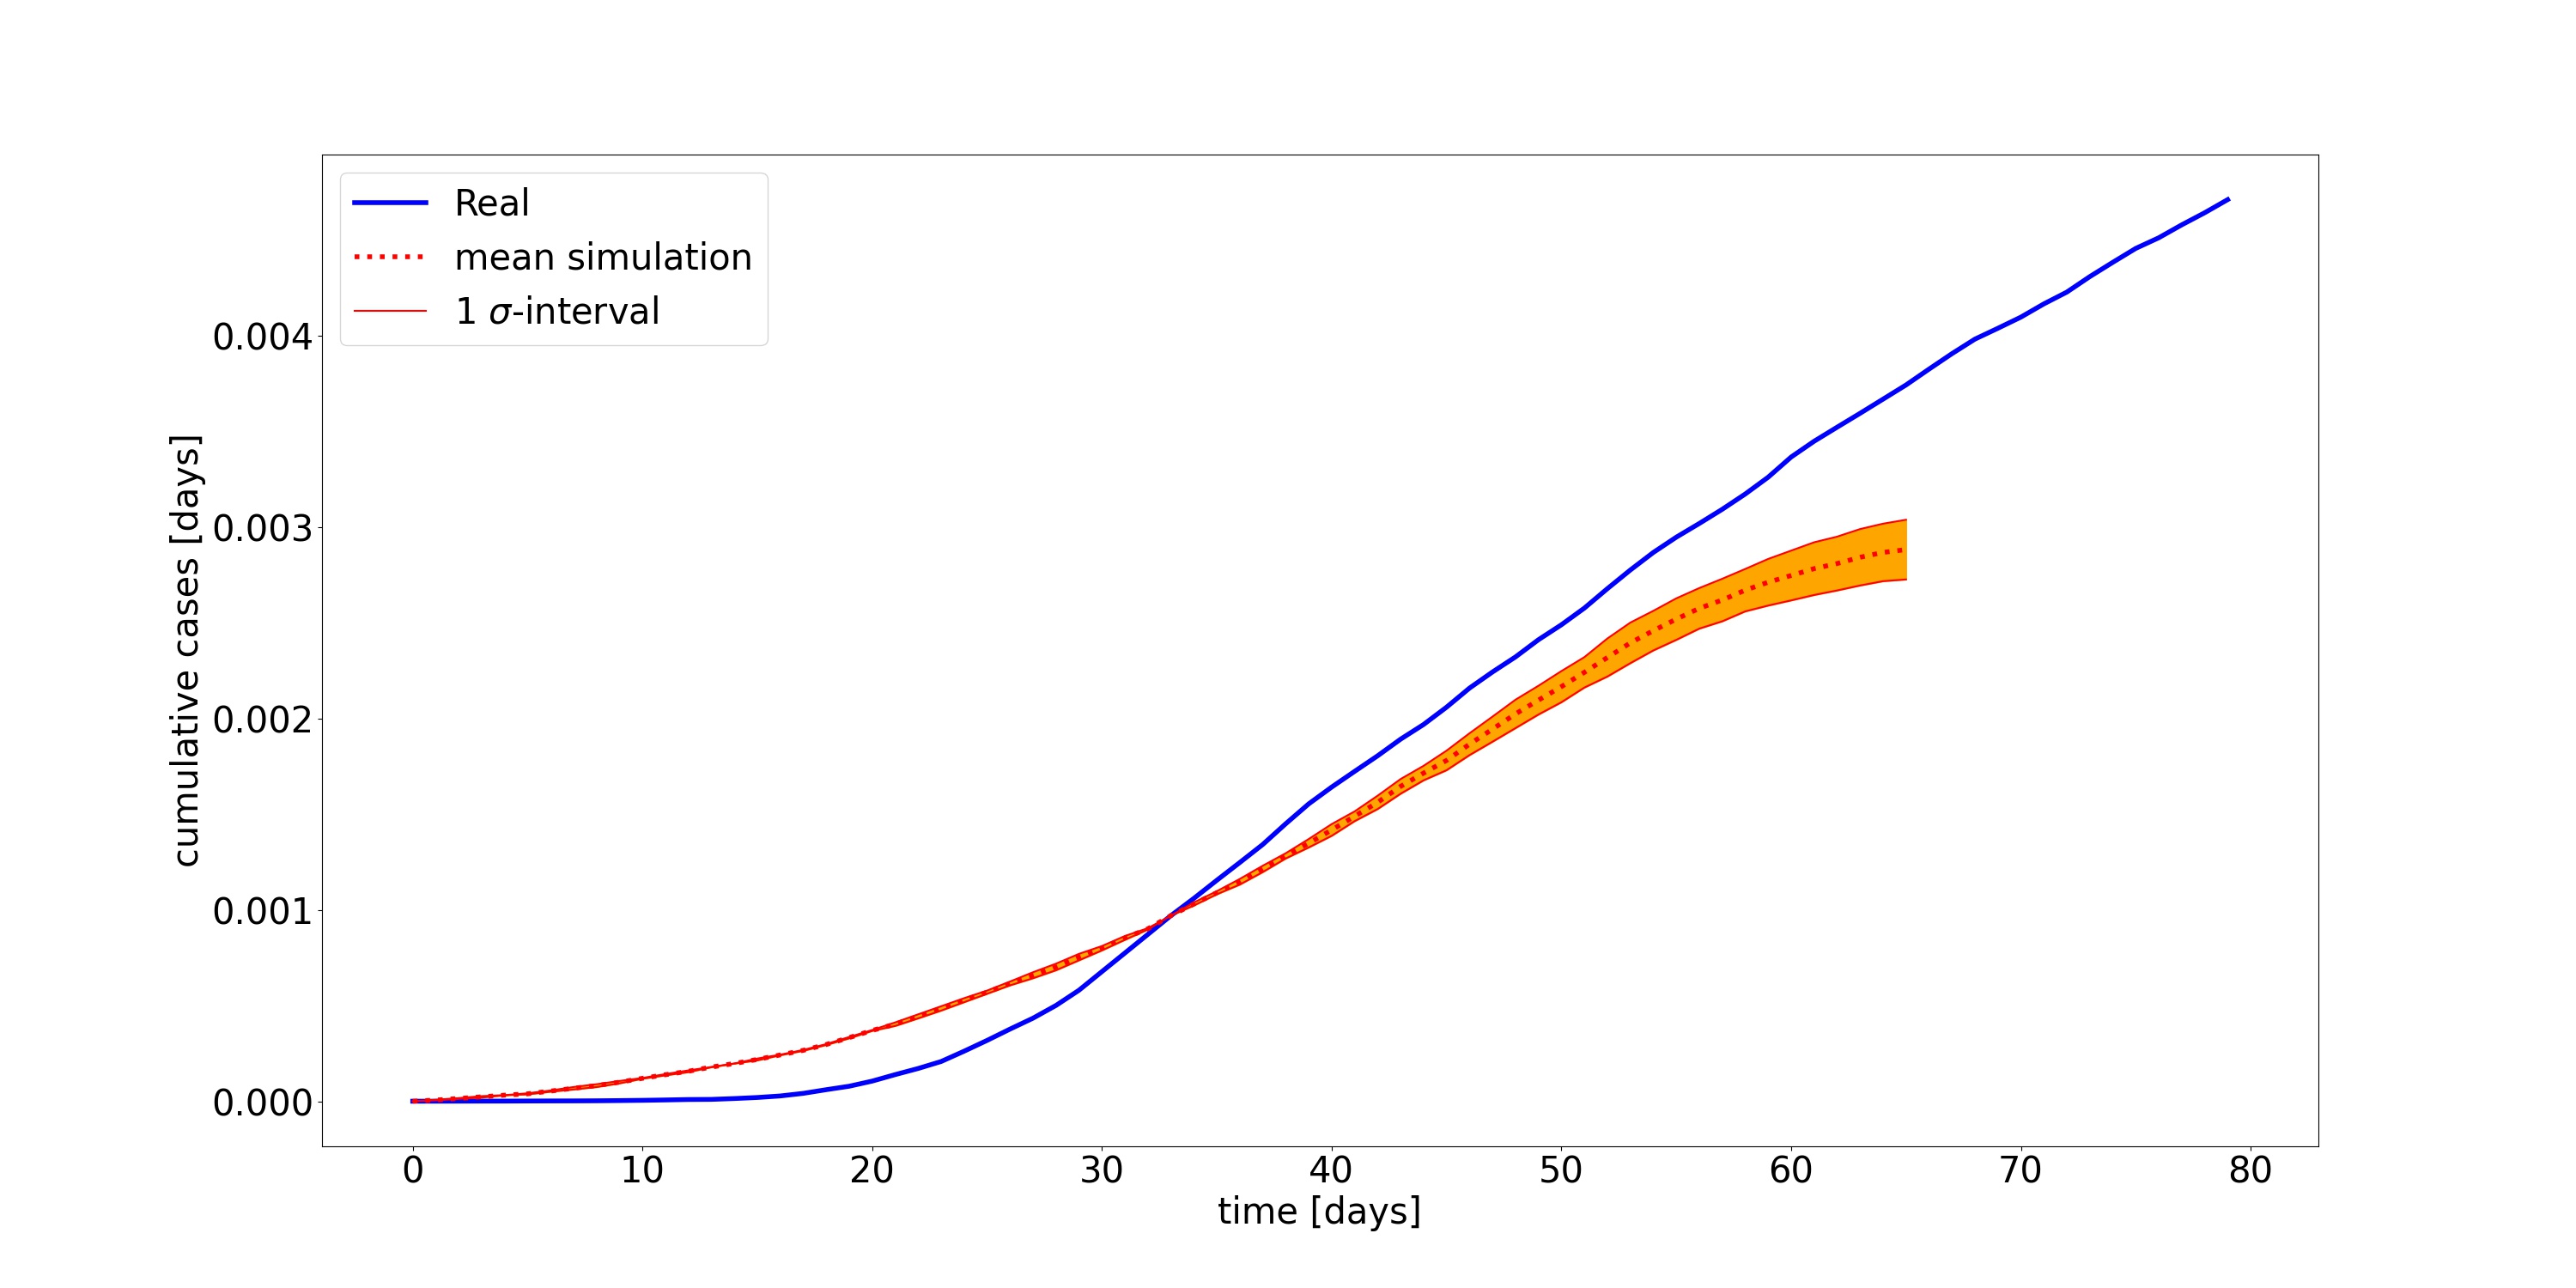 Real
mean simulation
1 σ-interval
0.004
0.003
0.002
0.001
0.000
cumulative cases [days]
0 10 20 30 40 50 60 70 80
time [days]